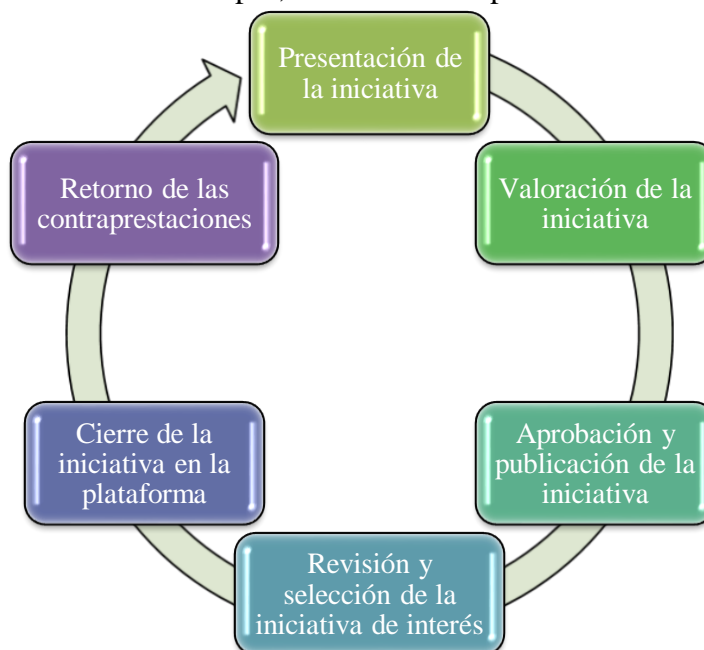 Presentación de
la iniciativa
Valoración de la
iniciativa
Aprobación y
publicación de la
iniciativa
Revisión y
selección de la
iniciativa de interés
Cierre de la
iniciativa en la
plataforma
Retorno de las
contraprestaciones